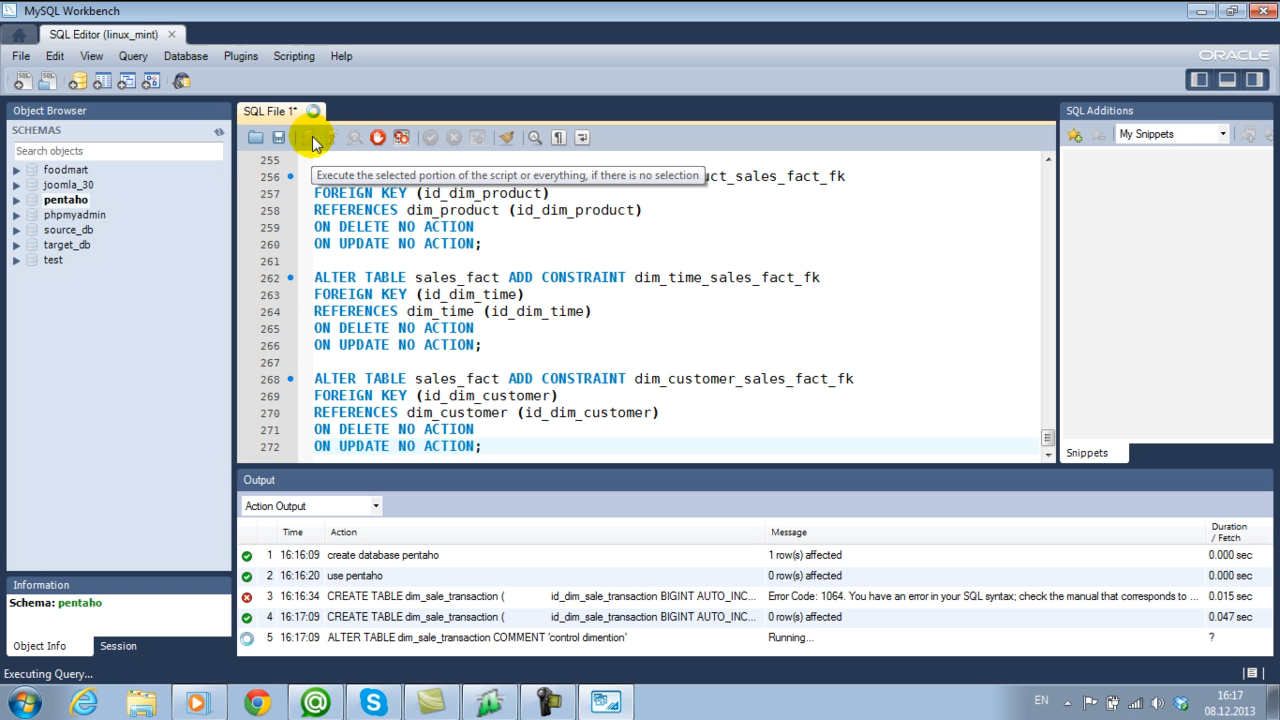 MySQL Workbench
SQL Editor (linux_mint)
File Edit View Query Database Plugins Scripting Help
ORACLE
Object Browser
SCHEMAS
Search objects
foodmart
joomla_30
pentaho
phpmyadmin
source_db
target_db
test
Information
Schema: pentaho
Object Info Session
SQL File 1*
Execute the selected portion of the script or everything, if there is no selection
255
256 uct_sales_fact_fk
257 FOREIGN KEY (id_dim_product)
258 REFERENCES dim_product (id_dim_product)
259 ON DELETE NO ACTION
260 ON UPDATE NO ACTION;
261
262 ALTER TABLE sales_fact ADD CONSTRAINT dim_time_sales_fact_fk
263 FOREIGN KEY (id_dim_time)
264 REFERENCES dim_time (id_dim_time)
265 ON DELETE NO ACTION
266 ON UPDATE NO ACTION;
267
268 ALTER TABLE sales_fact ADD CONSTRAINT dim_customer_sales_fact_fk
269 FOREIGN KEY (id_dim_customer)
270 REFERENCES dim_customer (id_dim_customer)
271 ON DELETE NO ACTION
272 ON UPDATE NO ACTION;
SQL Additions
My Snippets
Snippets
Output
Action Output
Time Action Message Duration / Fetch
1 16:16:09 create database pentaho 1 row(s) affected 0.000 sec
2 16:16:20 use pentaho 0 row(s) affected 0.000 sec
3 16:16:34 CREATE TABLE dim_sale_transaction ( id_dim_sale_transaction BIGINT AUTO_INC... Error Code: 1064. You have an error in your SQL syntax; check the manual that corresponds to ... 0.015 sec
4 16:17:09 CREATE TABLE dim_sale_transaction ( id_dim_sale_transaction BIGINT AUTO_INC... 0 row(s) affected 0.047 sec
5 16:17:09 ALTER TABLE dim_sale_transaction COMMENT 'control dimention' Running... ?
Executing Query...
EN
16:17
08.12.2013